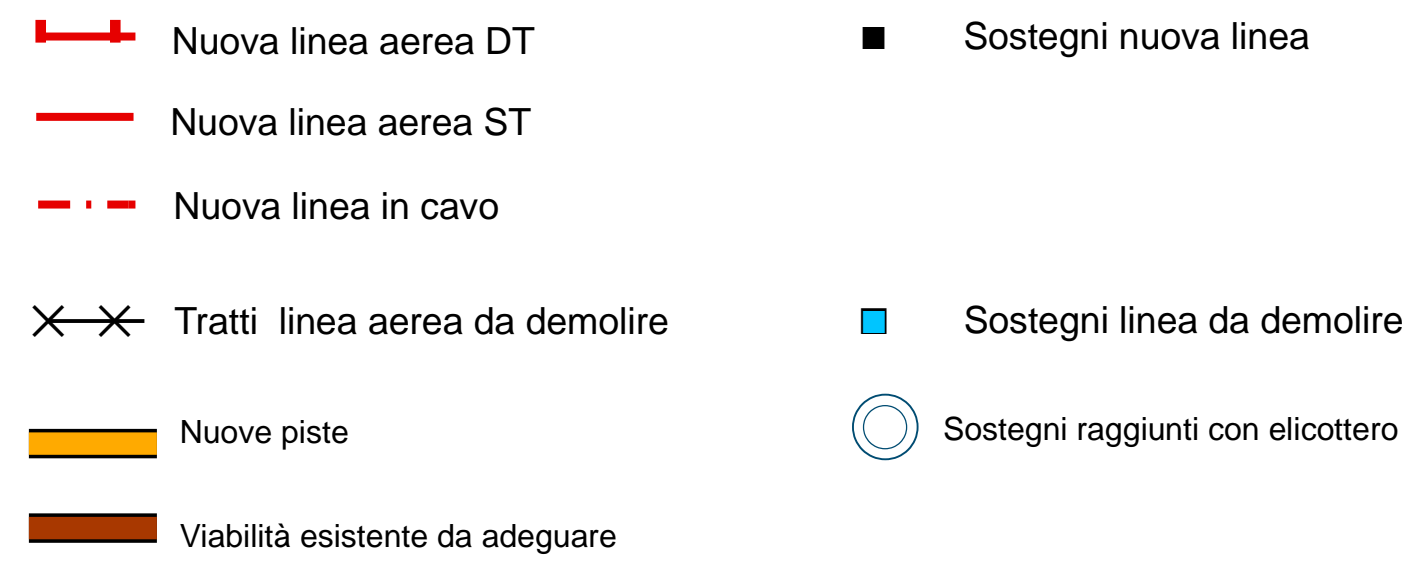 Nuova linea aerea DT
Sostegni nuova linea
Nuova linea aerea ST
Nuova linea in cavo
Tratti  linea aerea da demolire
Sostegni linea da demolire
Nuove piste
Sostegni raggiunti con elicottero
Viabilità esistente da adeguare